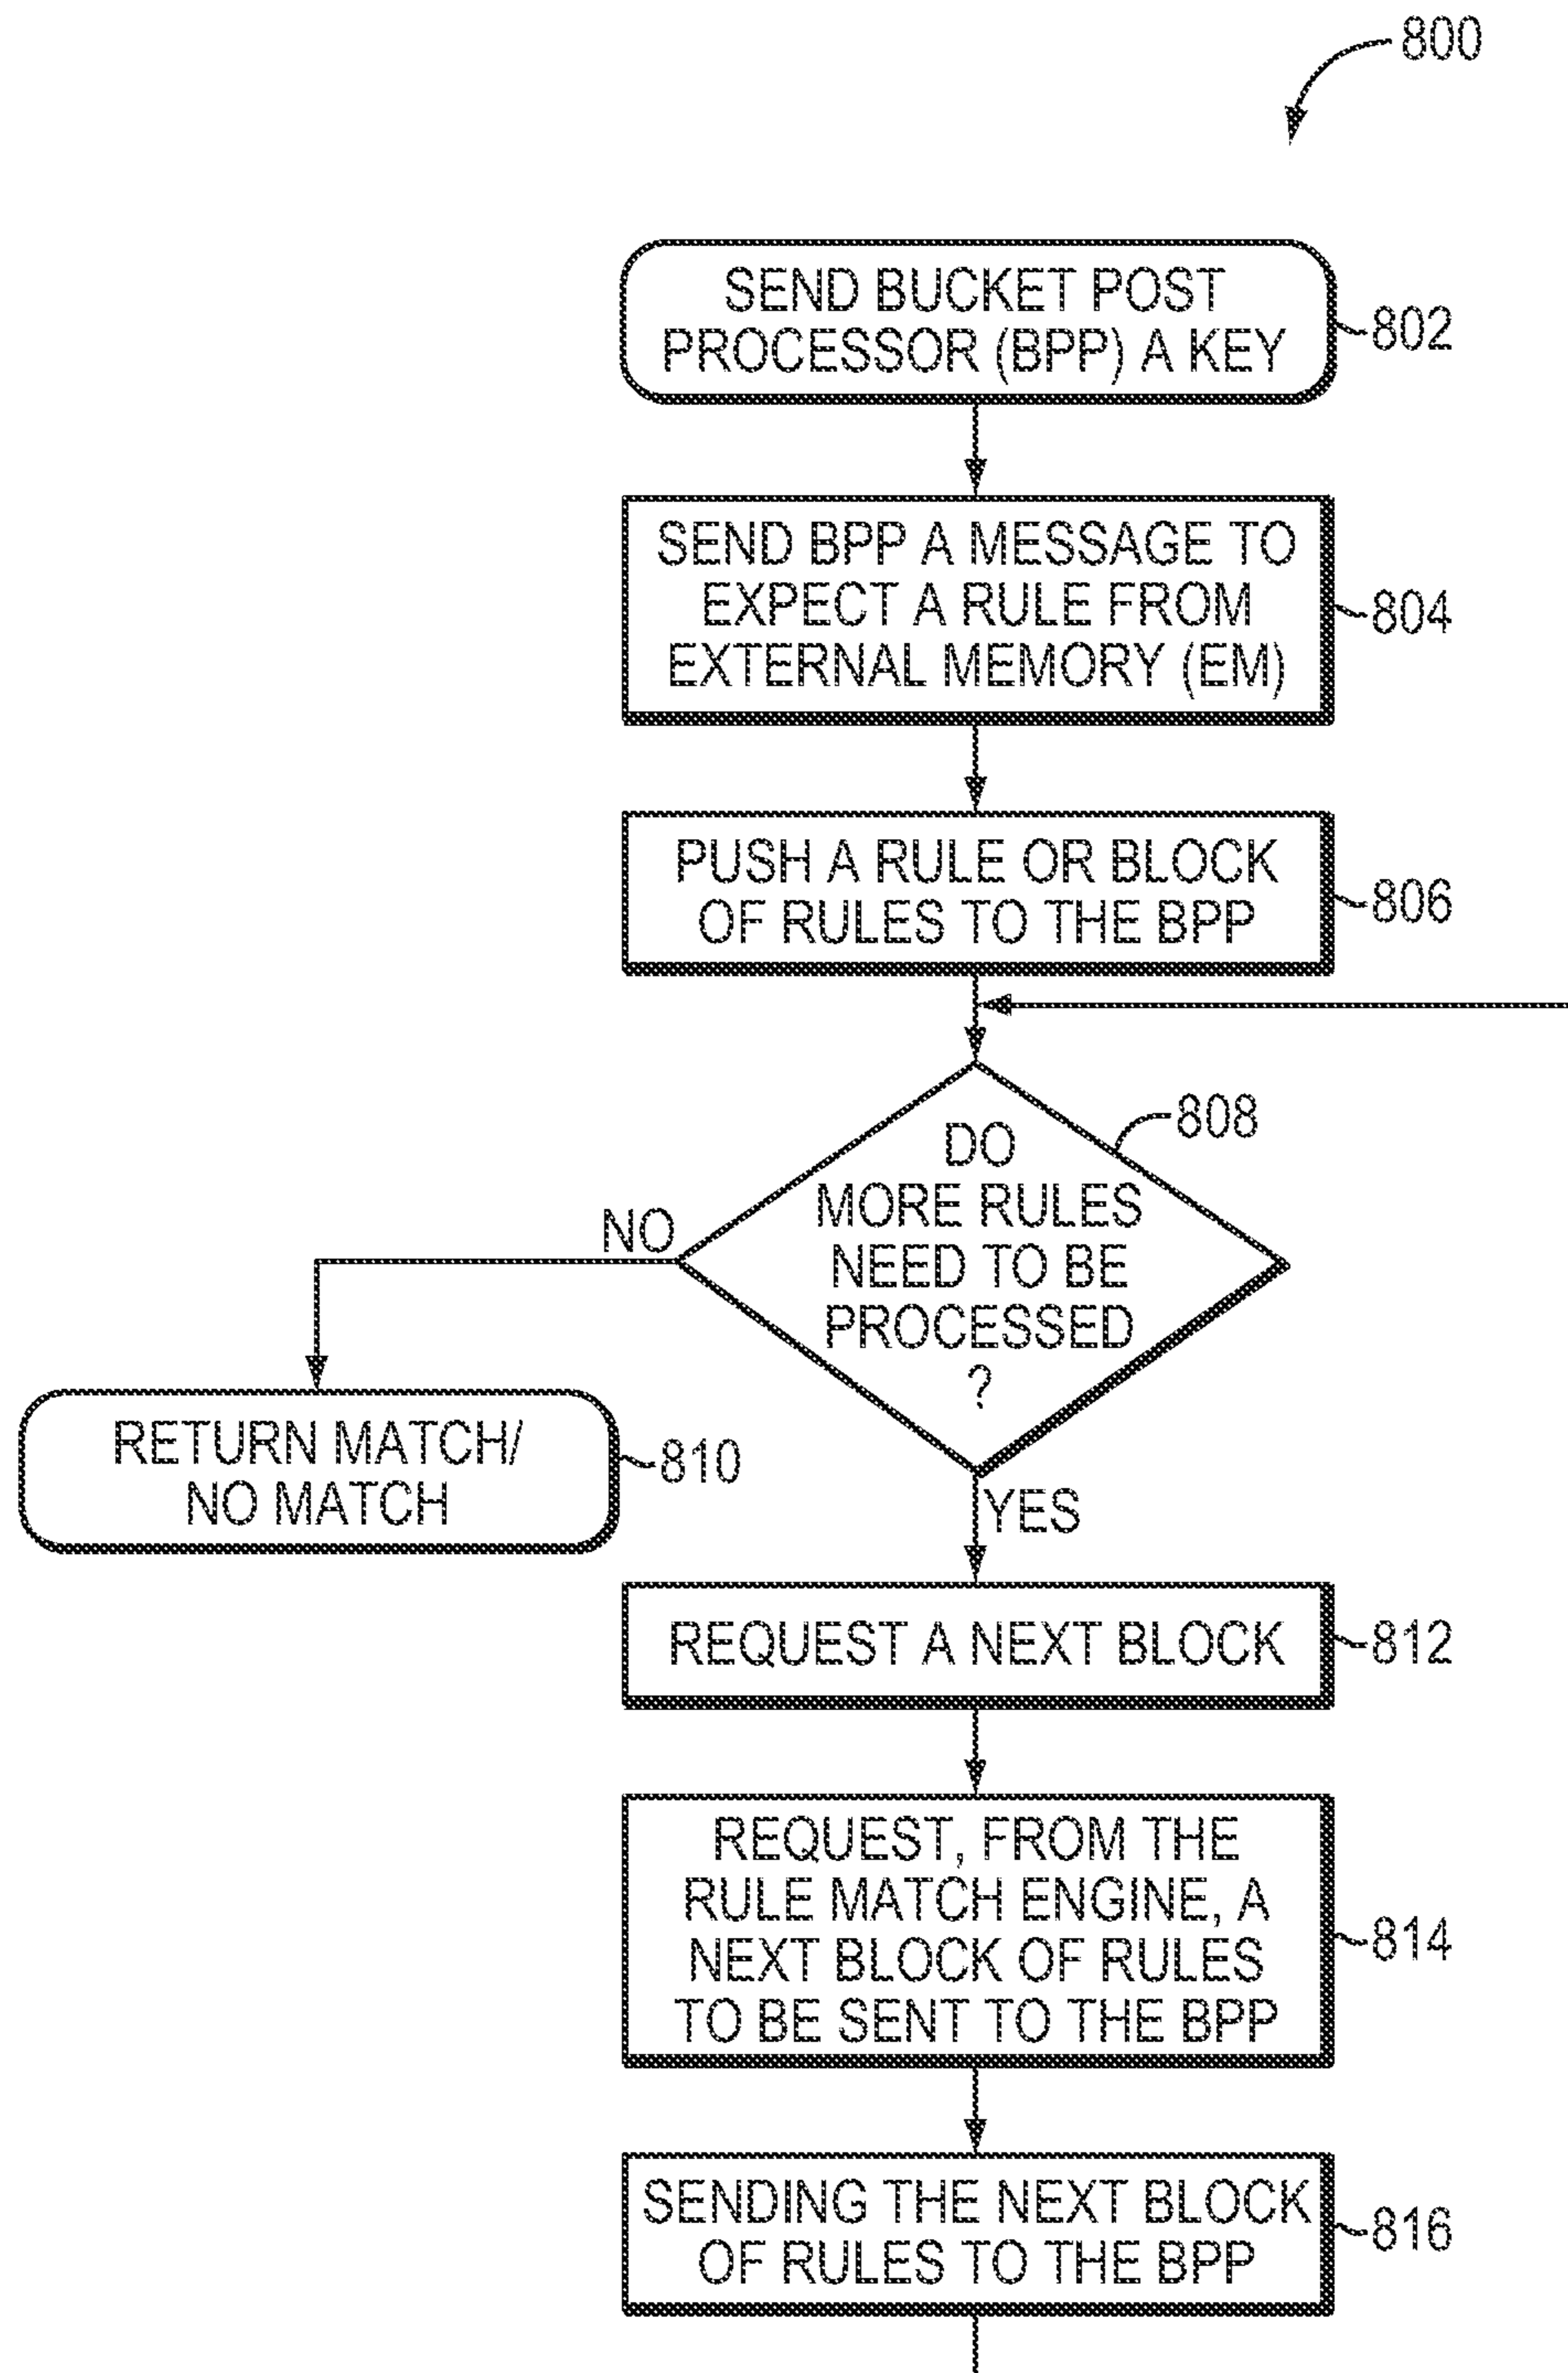 800
SEND BUCKET POST
PROCESSOR (BPP) A KEY
802
SEND BPP A MESSAGE TO
EXPECT A RULE FROM
EXTERNAL MEMORY (EM)
804
PUSH A RULE OR BLOCK
OF RULES TO THE BPP
806
DO
MORE RULES
NEED TO BE
PROCESSED
?
808
NO
RETURN MATCH/
NO MATCH
810
YES
REQUEST A NEXT BLOCK
812
REQUEST, FROM THE
RULE MATCH ENGINE, A
NEXT BLOCK OF RULES
TO BE SENT TO THE BPP
814
SENDING THE NEXT BLOCK
OF RULES TO THE BPP
816